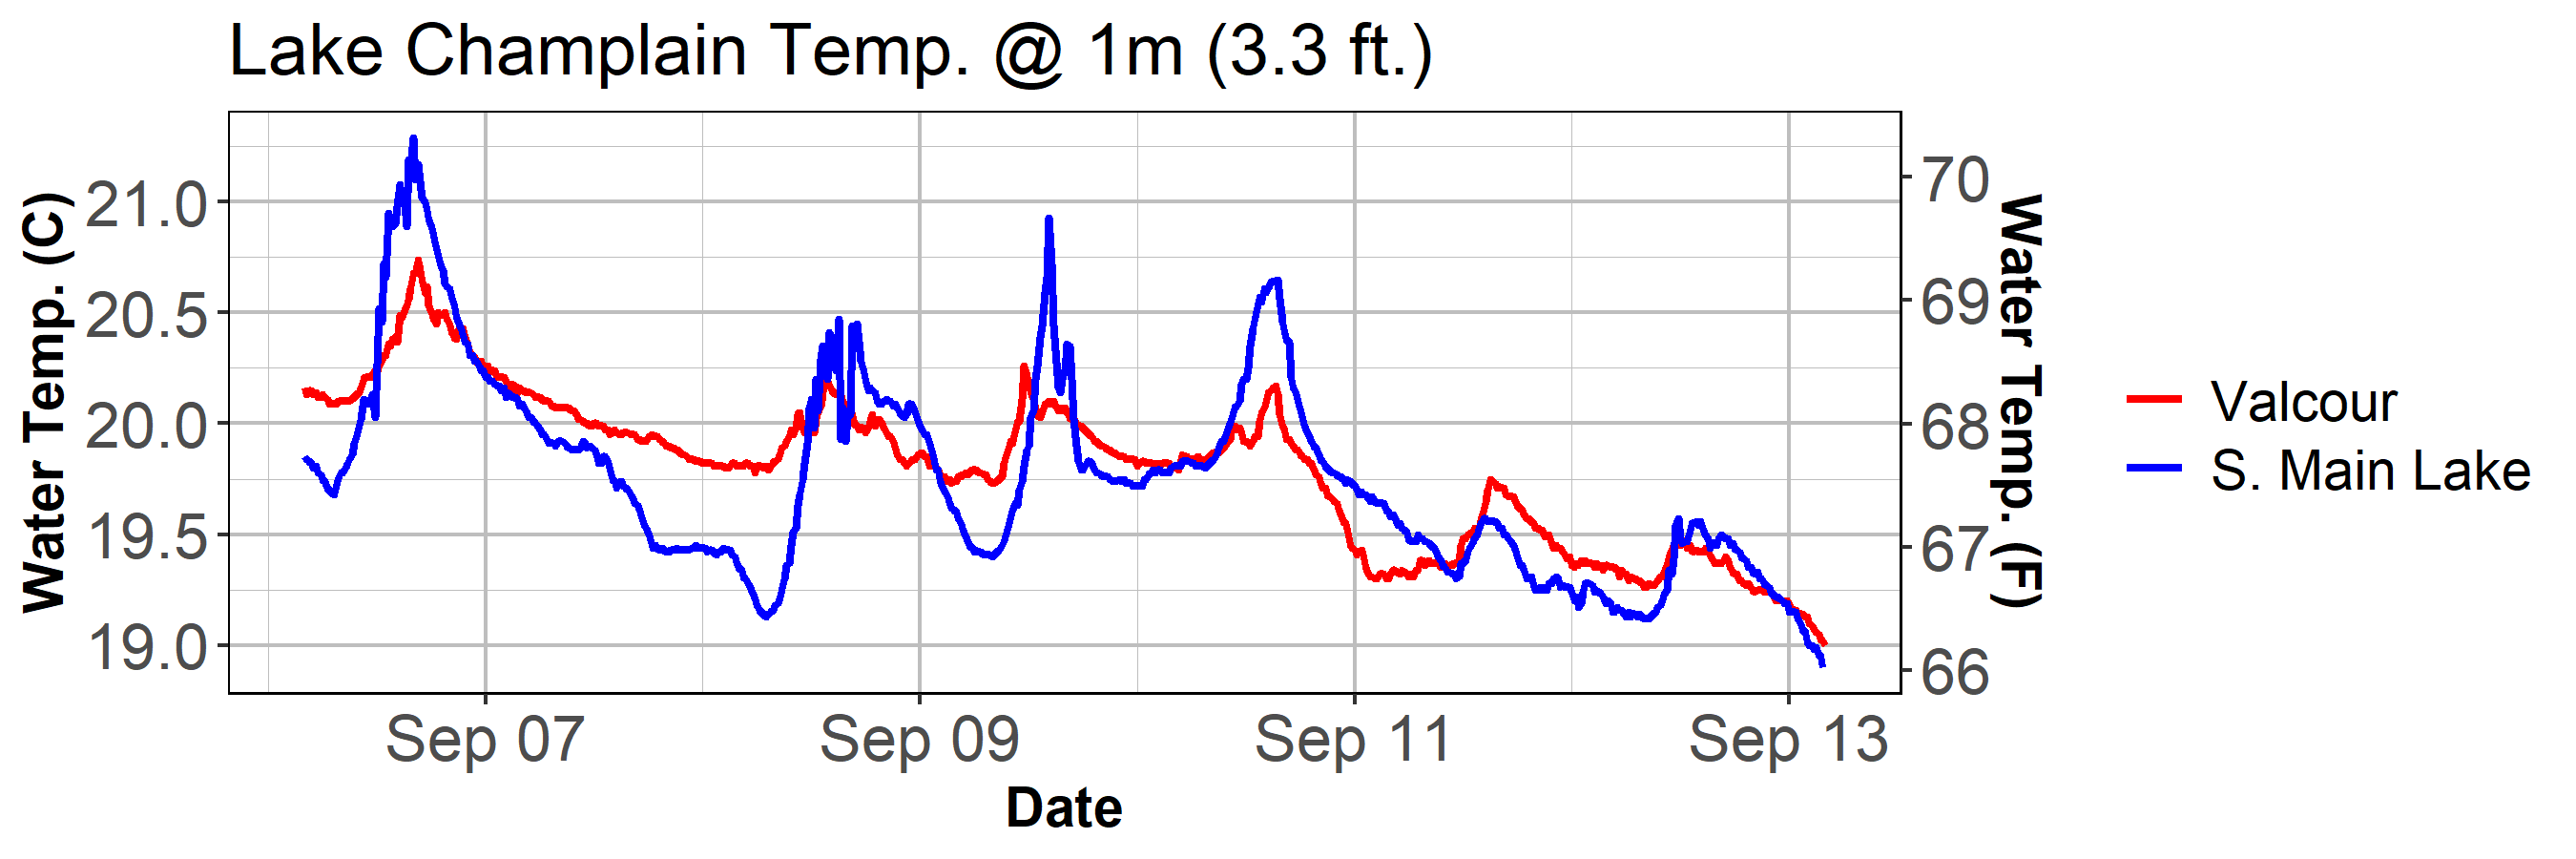 Lake Champlain Temp. @ 1m (3.3 ft.)
Water Temp. (C)
21.0
20.5
20.0
19.5
19.0
70
69
68
67
66
Water Temp. (F)
Sep 07
Sep 09
Sep 11
Sep 13
Date
Valcour
S. Main Lake